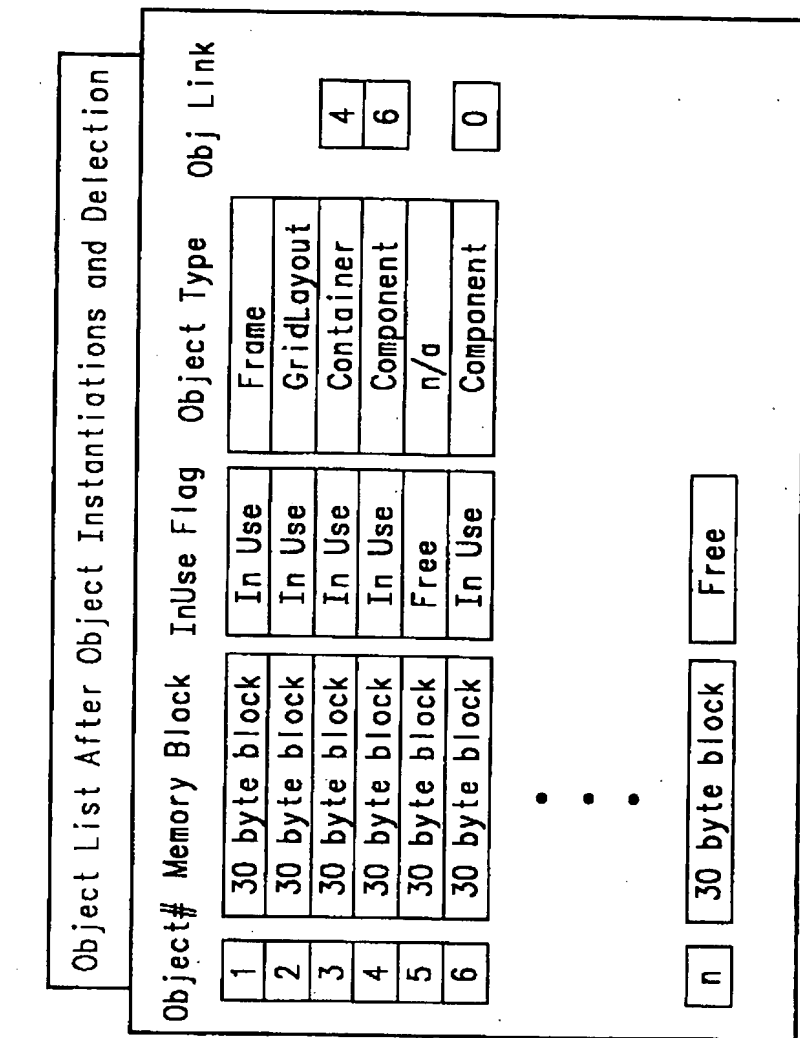 Object List After Object Instantiations and Delection
Object# Memory Block InUse Flag Object Type Obj Link
1 30 byte block In Use Frame
2 30 byte block In Use GridLayout
3 30 byte block In Use Container 4
4 30 byte block In Use Component 6
5 30 byte block Free n/a
6 30 byte block In Use Component 0
n 30 byte block Free